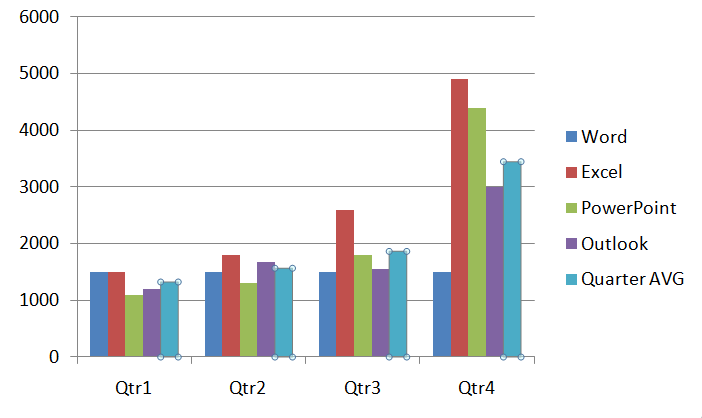 6000
5000
4000
3000
2000
1000
0
Qtr1 Qtr2 Qtr3 Qtr4
Word
Excel
PowerPoint
Outlook
Quarter AVG